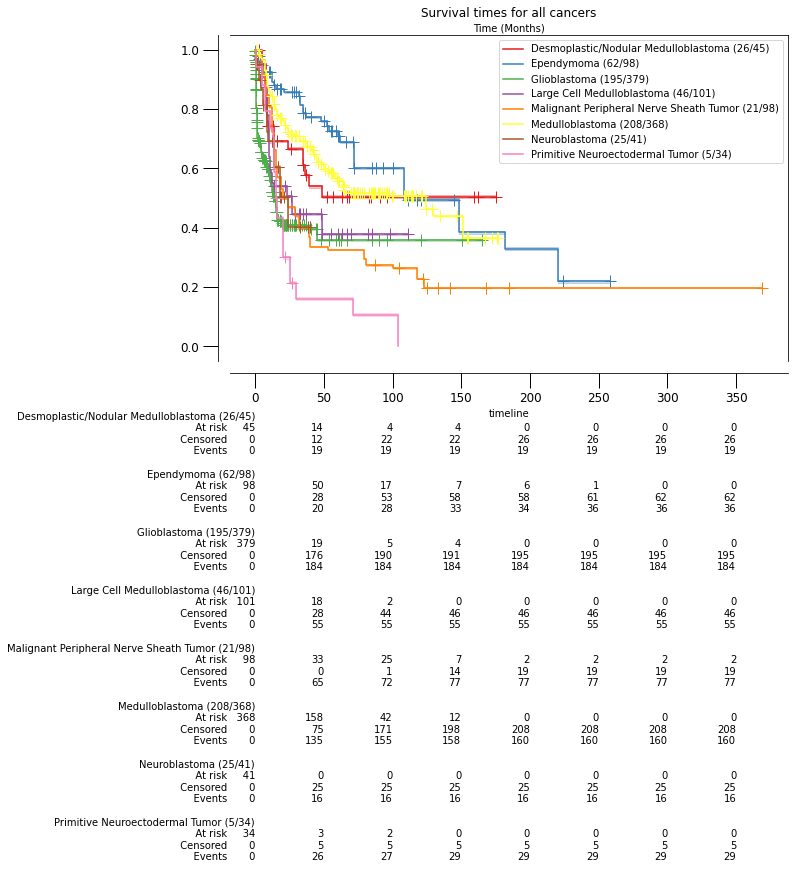 Survival times for all cancers
Time (Months)
Desmoplastic/Nodular Medulloblastoma (26/45)
Ependymoma (62/98)
Glioblastoma (195/379)
Large Cell Medulloblastoma (46/101)
Malignant Peripheral Nerve Sheath Tumor (21/98)
Medulloblastoma (208/368)
Neuroblastoma (25/41)
Primitive Neuroectodermal Tumor (5/34)
1.0
0.8
0.6
0.4
0.2
0.0
0 50 100 150 200 250 300 350
timeline
Desmoplastic/Nodular Medulloblastoma (26/45)
At risk 45 14 4 4 0 0 0 0
Censored 0 12 22 22 26 26 26 26
Events 0 19 19 19 19 19 19 19
Ependymoma (62/98)
At risk 98 50 17 7 6 1 0 0
Censored 0 28 53 58 58 61 62 62
Events 0 20 28 33 34 36 36 36
Glioblastoma (195/379)
At risk 379 19 5 4 0 0 0 0
Censored 0 176 190 191 195 195 195 195
Events 0 184 184 184 184 184 184 184
Large Cell Medulloblastoma (46/101)
At risk 101 18 2 0 0 0 0 0
Censored 0 28 44 46 46 46 46 46
Events 0 55 55 55 55 55 55 55
Malignant Peripheral Nerve Sheath Tumor (21/98)
At risk 98 33 25 7 2 2 2 2
Censored 0 0 1 14 19 19 19 19
Events 0 65 72 77 77 77 77 77
Medulloblastoma (208/368)
At risk 368 158 42 12 0 0 0 0
Censored 0 75 171 198 208 208 208 208
Events 0 135 155 158 160 160 160 160
Neuroblastoma (25/41)
At risk 41 0 0 0 0 0 0 0
Censored 0 25 25 25 25 25 25 25
Events 0 16 16 16 16 16 16 16
Primitive Neuroectodermal Tumor (5/34)
At risk 34 3 2 0 0 0 0 0
Censored 0 5 5 5 5 5 5 5
Events 0 26 27 29 29 29 29 29